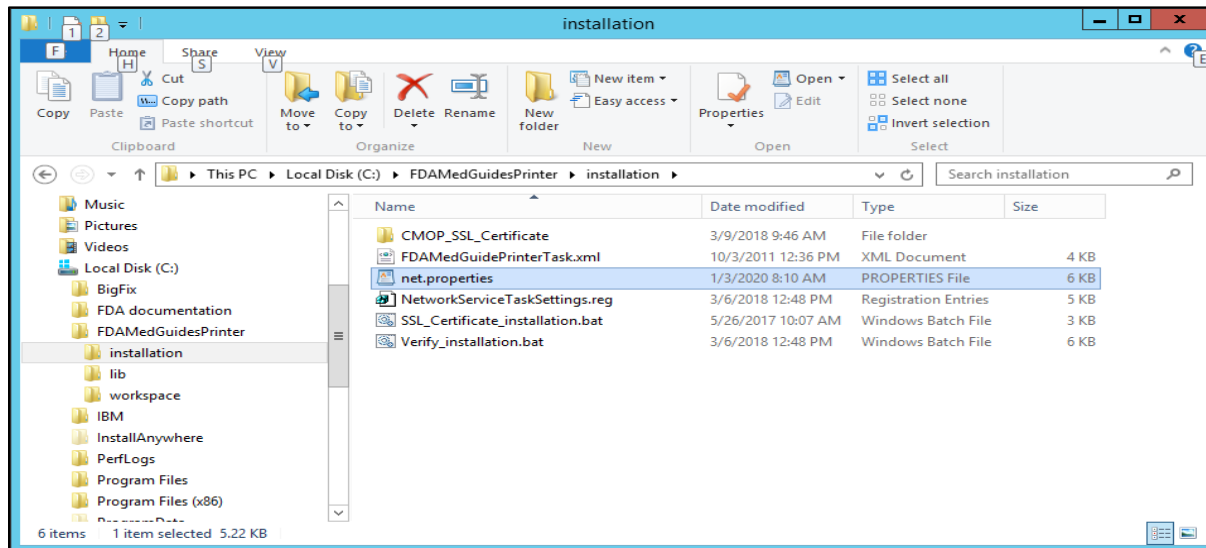 installation
1 2
F Home Share View
H S V E
Copy Paste Cut Copy path Paste shortcut Move to Copy to Delete Rename New folder New item Easy access Properties Open Edit Select all Select none Invert selection
Clipboard Organize New Open Select
This PC Local Disk (C:) FDAMedGuidesPrinter installation Search installation
Name Date modified Type Size
Music
Pictures
Videos
Local Disk (C:)
BigFix
FDA documentation
FDAMedGuidesPrinter
installation
lib
workspace
IBM
InstallAnywhere
PerfLogs
Program Files
Program Files (x86)
ProgramData
CMOP_SSL_Certificate 3/9/2018 9:46 AM File folder
FDAMedGuidePrinterTask.xml 10/3/2011 12:36 PM XML Document 4 KB
net.properties 1/3/2020 8:10 AM PROPERTIES File 6 KB
NetworkServiceTaskSettings.reg 3/6/2018 12:48 PM Registration Entries 5 KB
SSL_Certificate_installation.bat 5/26/2017 10:07 AM Windows Batch File 3 KB
Verify_installation.bat 3/6/2018 12:48 PM Windows Batch File 6 KB
6 items 1 item selected 5.22 KB